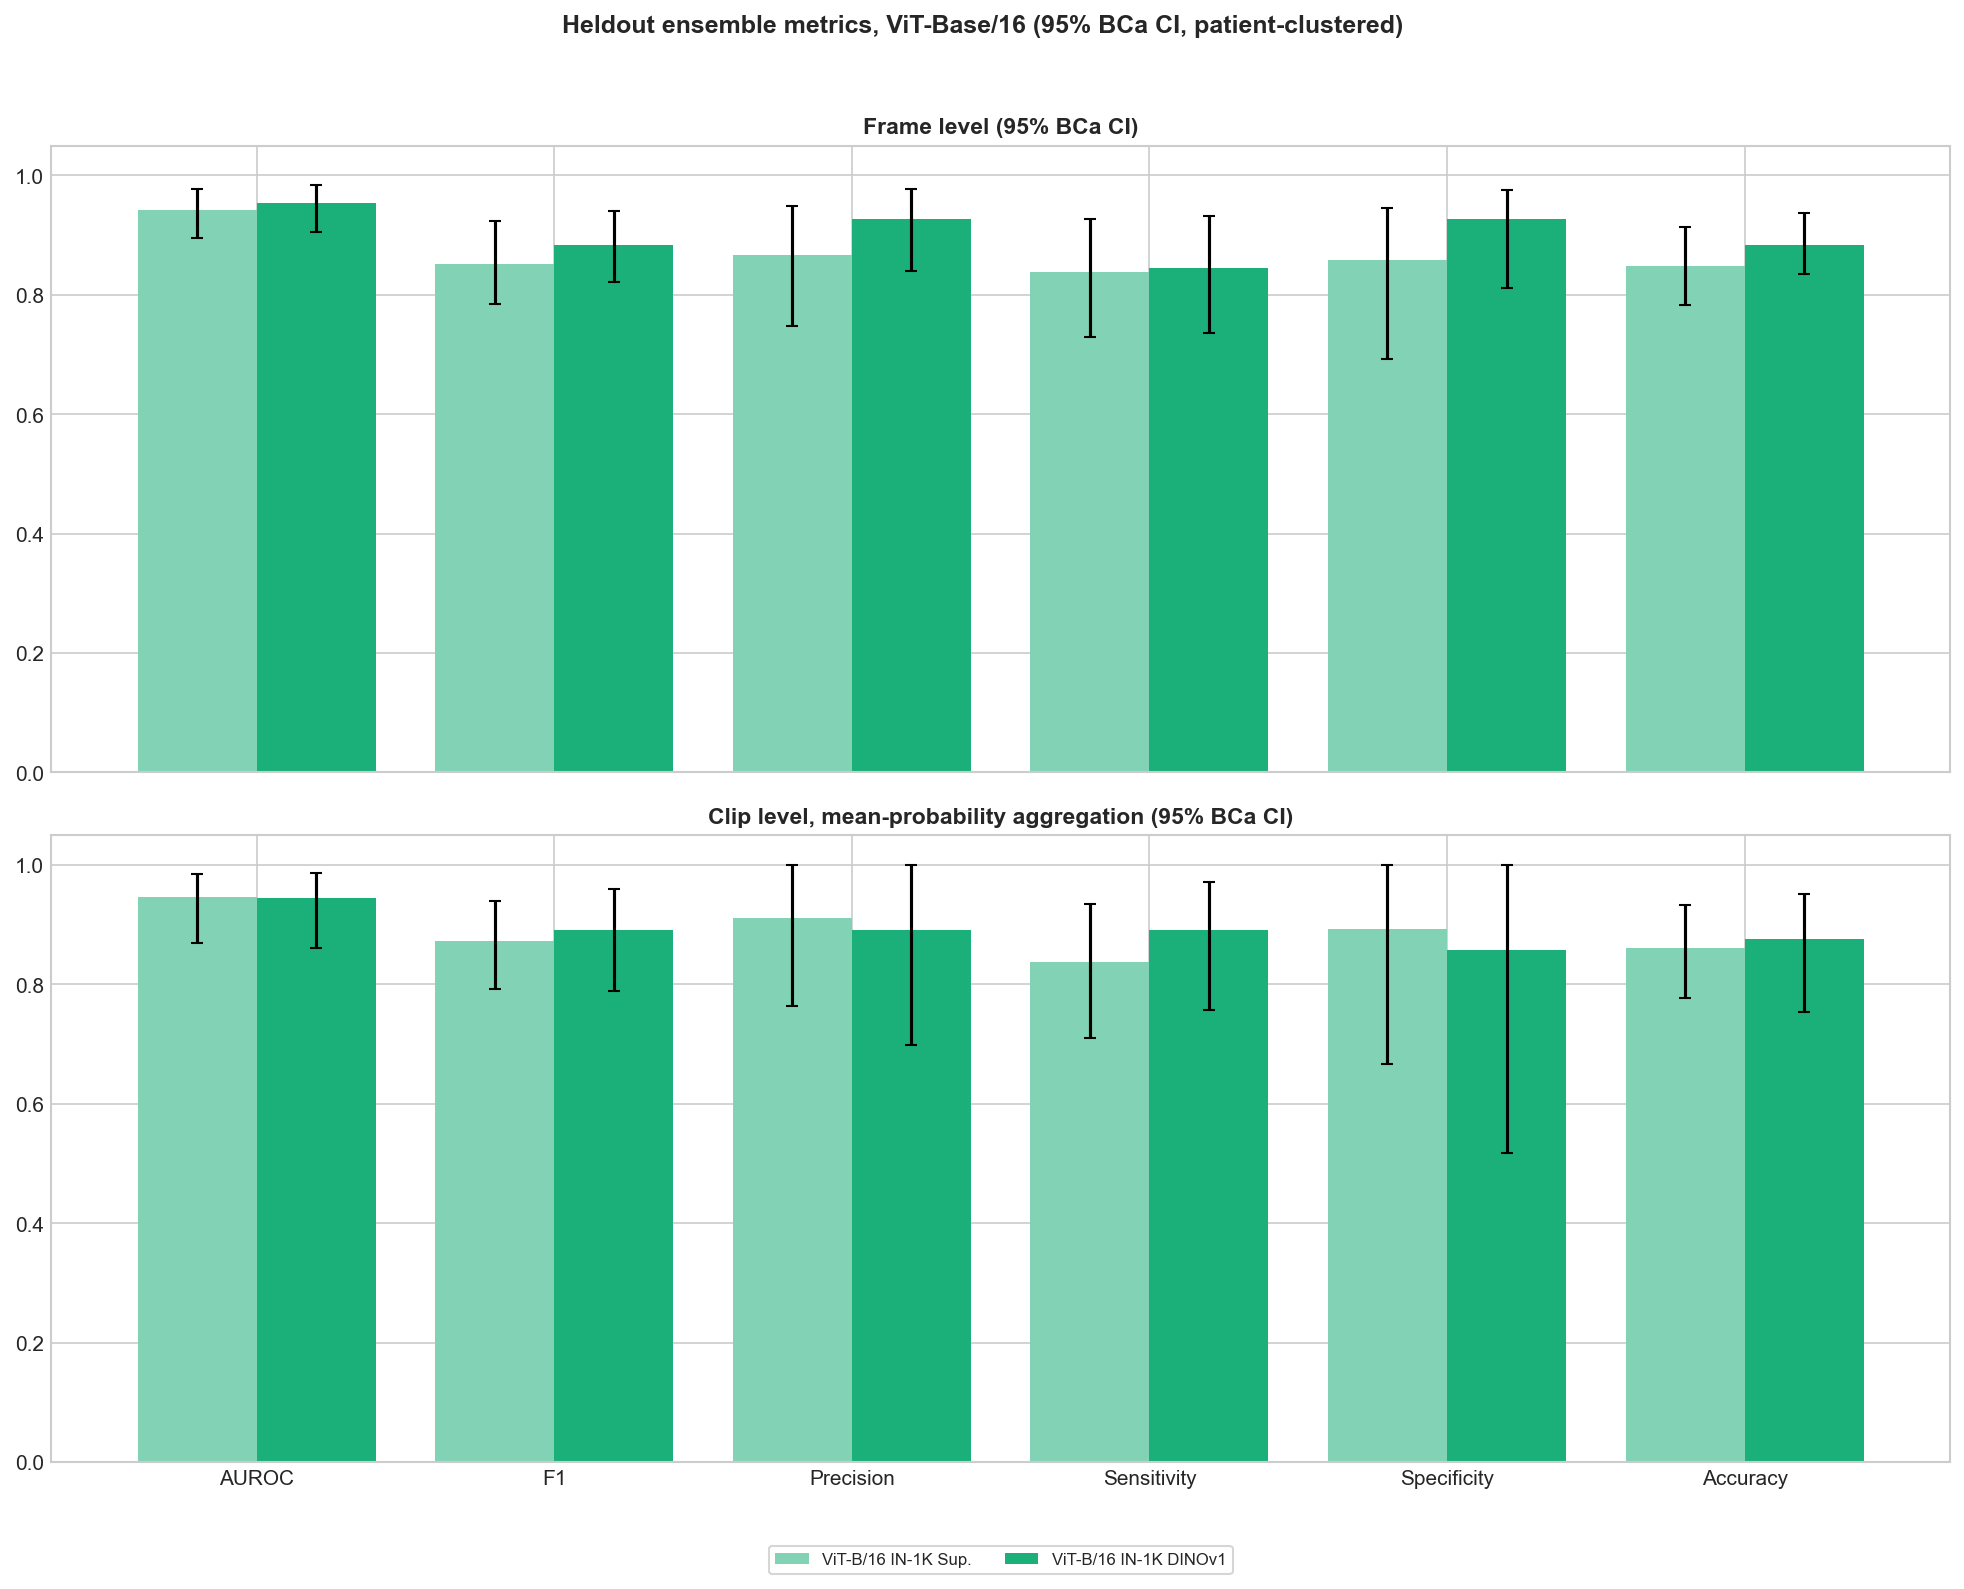 Heldout ensemble metrics, ViT-Base/16 (95% BCa CI, patient-clustered)
Frame level (95% BCa CI)
1.0
0.8
0.6
0.4
0.2
0.0
Clip level, mean-probability aggregation (95% BCa CI)
1.0
0.8
0.6
0.4
0.2
0.0
AUROC F1 Precision Sensitivity Specificity Accuracy
ViT-B/16 IN-1K Sup. ViT-B/16 IN-1K DINOv1